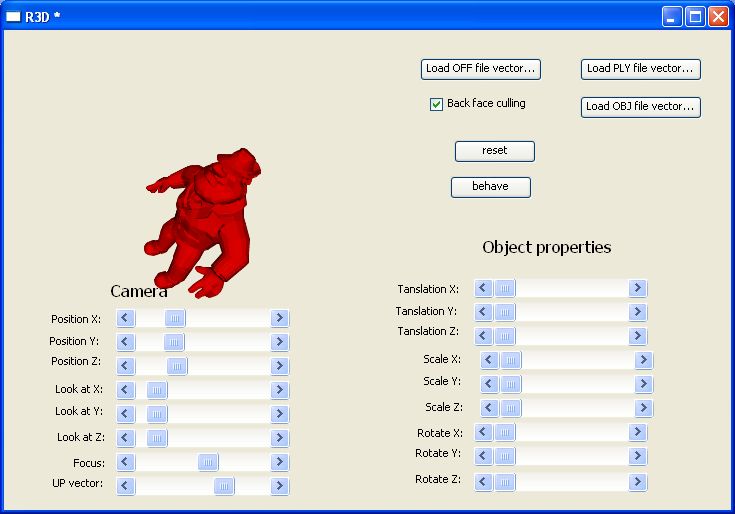 R3D *
Load OFF file vector...
Load PLY file vector...
Back face culling
Load OBJ file vector...
reset
behave
Object properties
Camera
Position X:
Position Y:
Position Z:
Look at X:
Look at Y:
Look at Z:
Focus:
UP vector:
Tanslation X:
Tanslation Y:
Tanslation Z:
Scale X:
Scale Y:
Scale Z:
Rotate X:
Rotate Y:
Rotate Z: